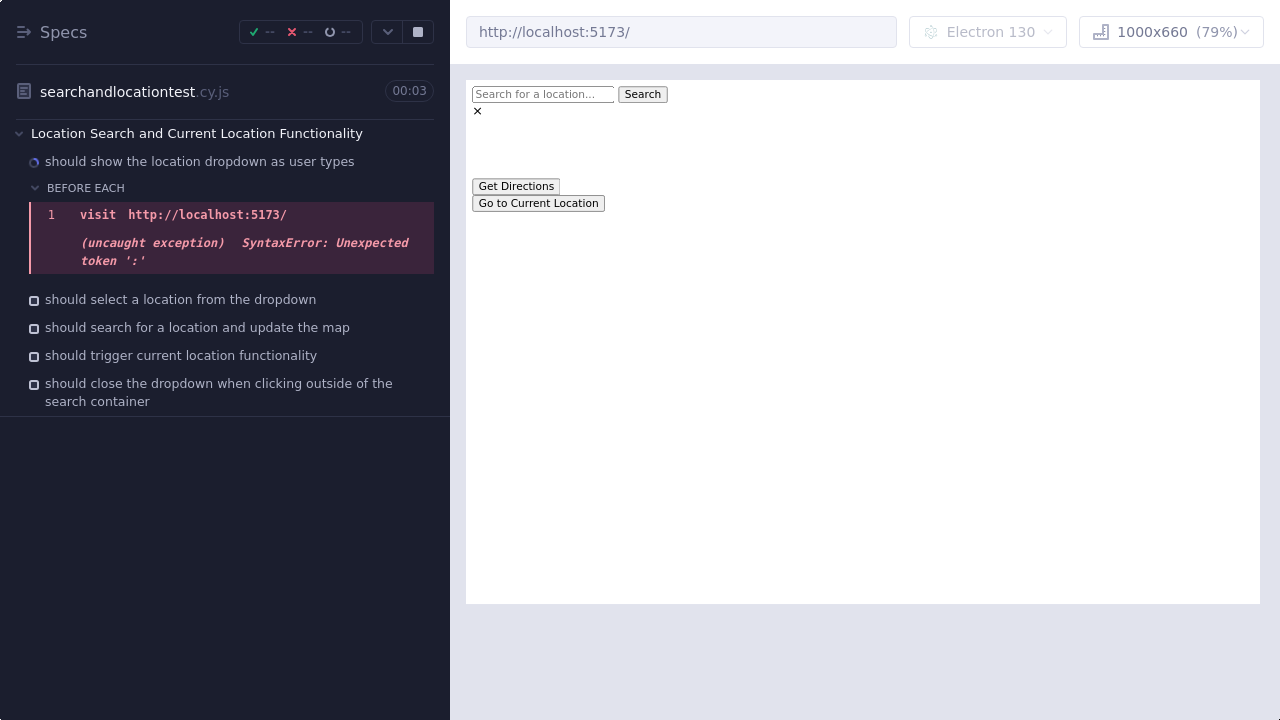 Specs
-- -- --
searchandlocationtest.cy.js 00:03
Location Search and Current Location Functionality
should show the location dropdown as user types
BEFORE EACH
1 visit http://localhost:5173/
(uncaught exception) SyntaxError: Unexpected
token ':'
should select a location from the dropdown
should search for a location and update the map
should trigger current location functionality
should close the dropdown when clicking outside of the
search container
http://localhost:5173/
Electron 130
1000x660 (79%)
Search for a location... Search
×
Get Directions
Go to Current Location